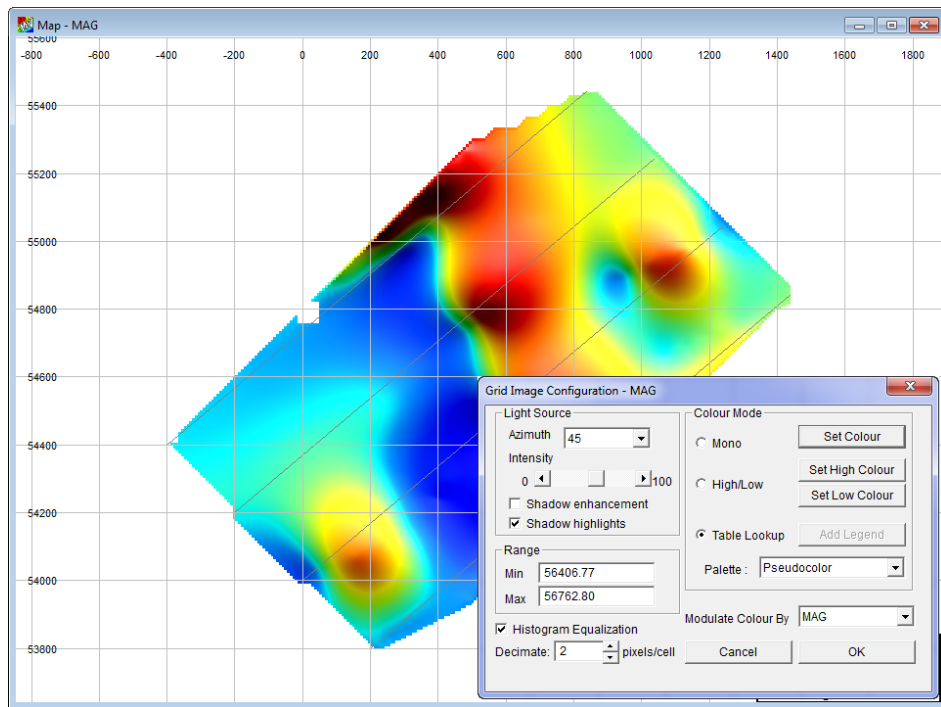 Map - MAG
55600
-800 -600 -400 -200 0 200 400 600 800 1000 1200 1400 1600 1800
55400
55200
55000
54800
54600
54400
54200
54000
53800
Grid Image Configuration - MAG
Light Source
Azimuth 45
Intensity
0 100
Shadow enhancement
Shadow highlights
Range
Min 56406.77
Max 56762.80
Histogram Equalization
Decimate: 2 pixels/cell
Colour Mode
Mono Set Colour
Set High Colour
High/Low
Set Low Colour
Table Lookup Add Legend
Palette : Pseudocolor
Modulate Colour By MAG
Cancel OK